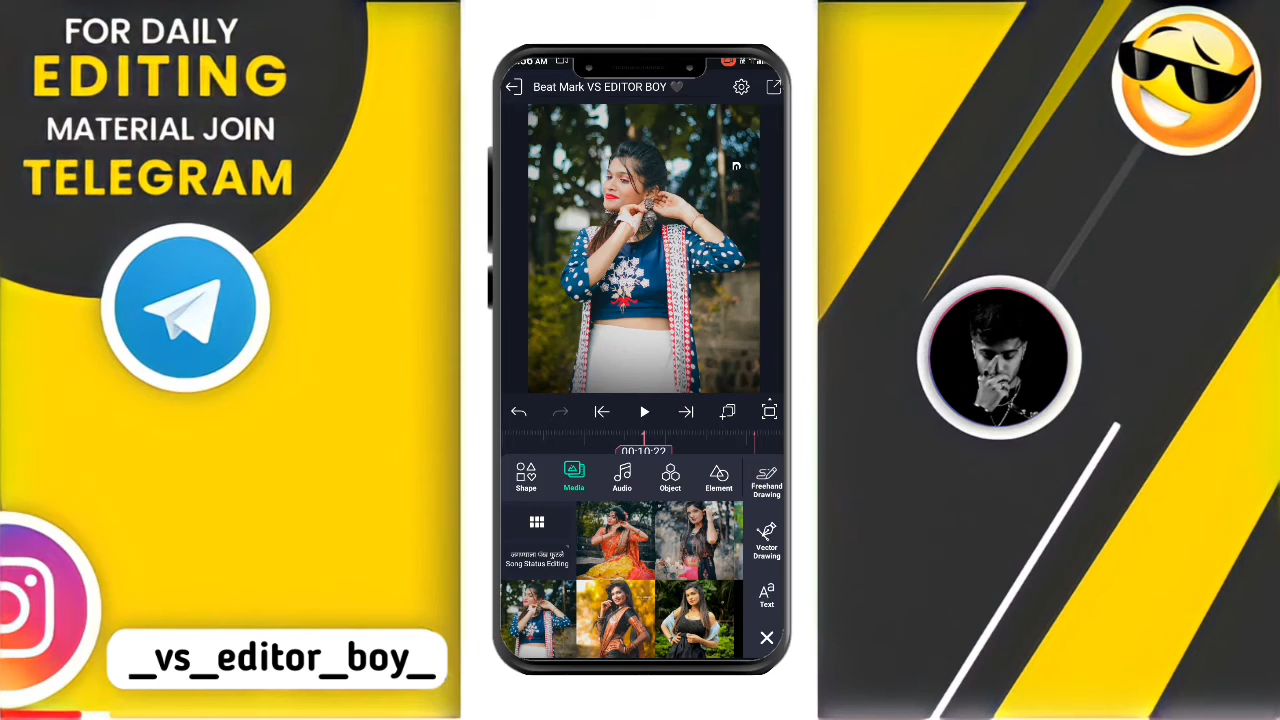 FOR DAILY
EDITING
MATERIAL JOIN
TELEGRAM
__vs__editor__boy__
Beat Mark VS EDITOR BOY 🖤
00:10:22
Shape
Media
Audio
Object
Element
Freehand
Drawing
Song Status Editing
Vector
Drawing
Text